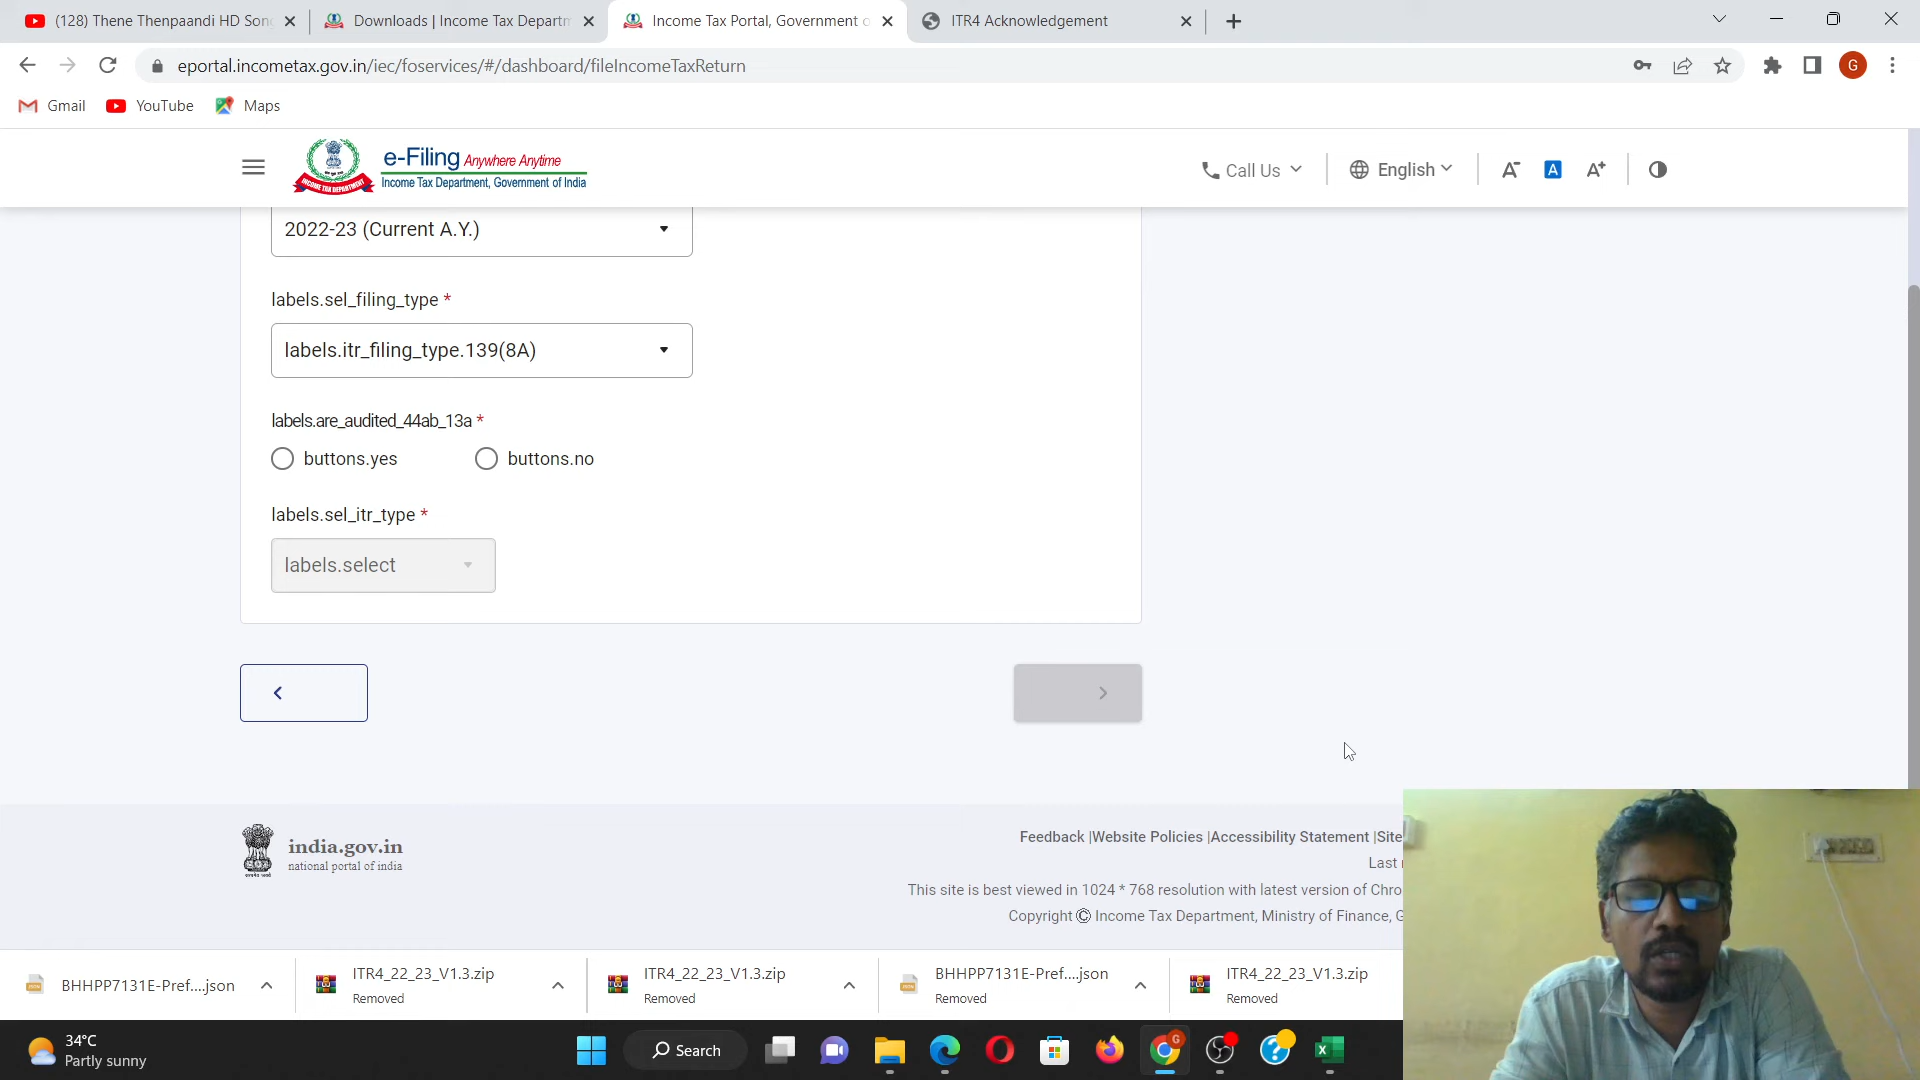 (128) Thene Thenpaandi HD Song
Downloads | Income Tax Departm
Income Tax Portal, Government o
ITR4 Acknowledgement
eportal.incometax.gov.in/iec/foservices/#/dashboard/fileIncomeTaxReturn
G
Gmail
YouTube
Maps
e-Filing Anywhere Anytime
Income Tax Department, Government of India
INCOME TAX DEPARTMENT
Call Us
English
A-
A
A+
2022-23 (Current A.Y.)
labels.sel_filing_type *
labels.itr_filing_type.139(8A)
labels.are_audited_44ab_13a *
buttons.yes
buttons.no
labels.sel_itr_type *
labels.select
india.gov.in
national portal of india
Feedback |Website Policies |Accessibility Statement |Site
Last
This site is best viewed in 1024 * 768 resolution with latest version of Chro
Copyright © Income Tax Department, Ministry of Finance, G
BHHPP7131E-Pref....json
ITR4_22_23_V1.3.zip
Removed
ITR4_22_23_V1.3.zip
Removed
BHHPP7131E-Pref....json
Removed
ITR4_22_23_V1.3.zip
Removed
34°C
Partly sunny
Search